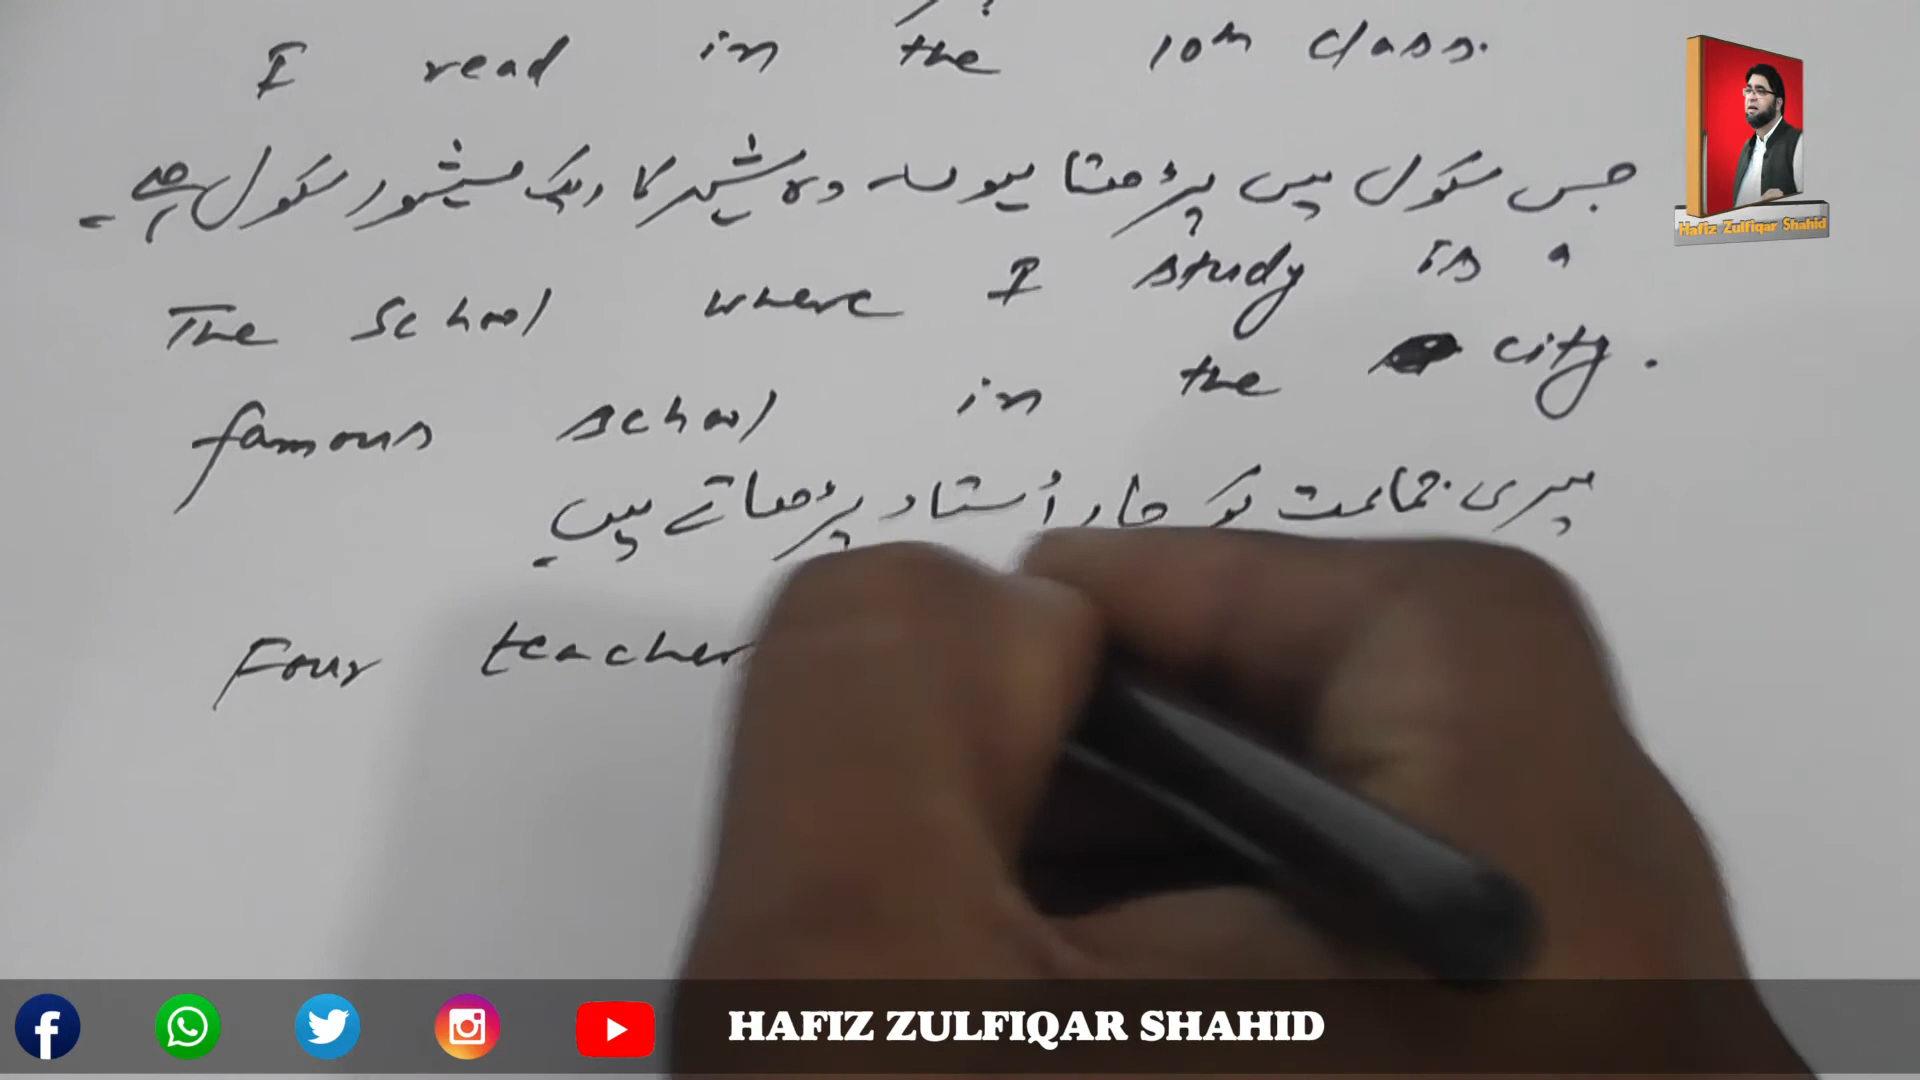 I read in the 10th class.
جس سکول میں پڑھتا ہوں وہ شہر کا ایک مشہور سکول ہے۔
The School where I study is a
famous school in the city.
میری جماعت کو چار اُستاد پڑھاتے ہیں۔
Four teacher
Hafiz Zulfiqar Shahid
HAFIZ ZULFIQAR SHAHID